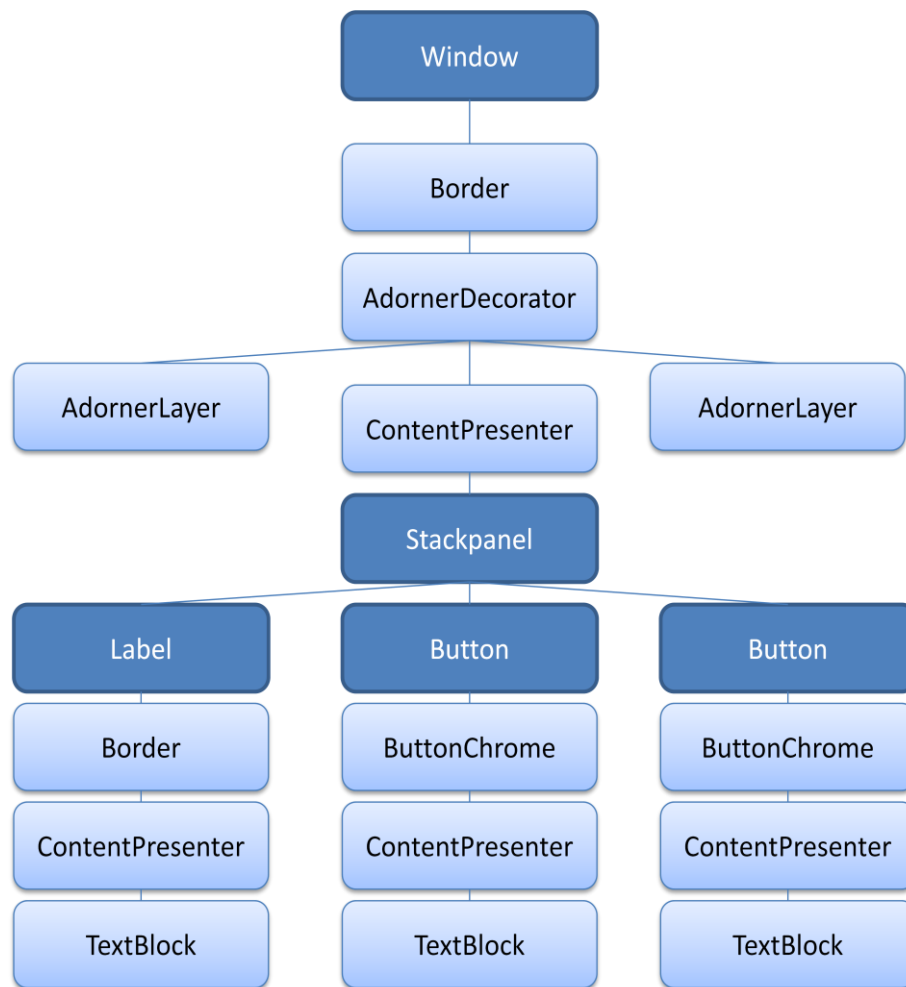 Window
Border
AdornerDecorator
AdornerLayer
ContentPresenter
AdornerLayer
Stackpanel
Label
Button
Button
Border
ButtonChrome
ButtonChrome
ContentPresenter
ContentPresenter
ContentPresenter
TextBlock
TextBlock
TextBlock